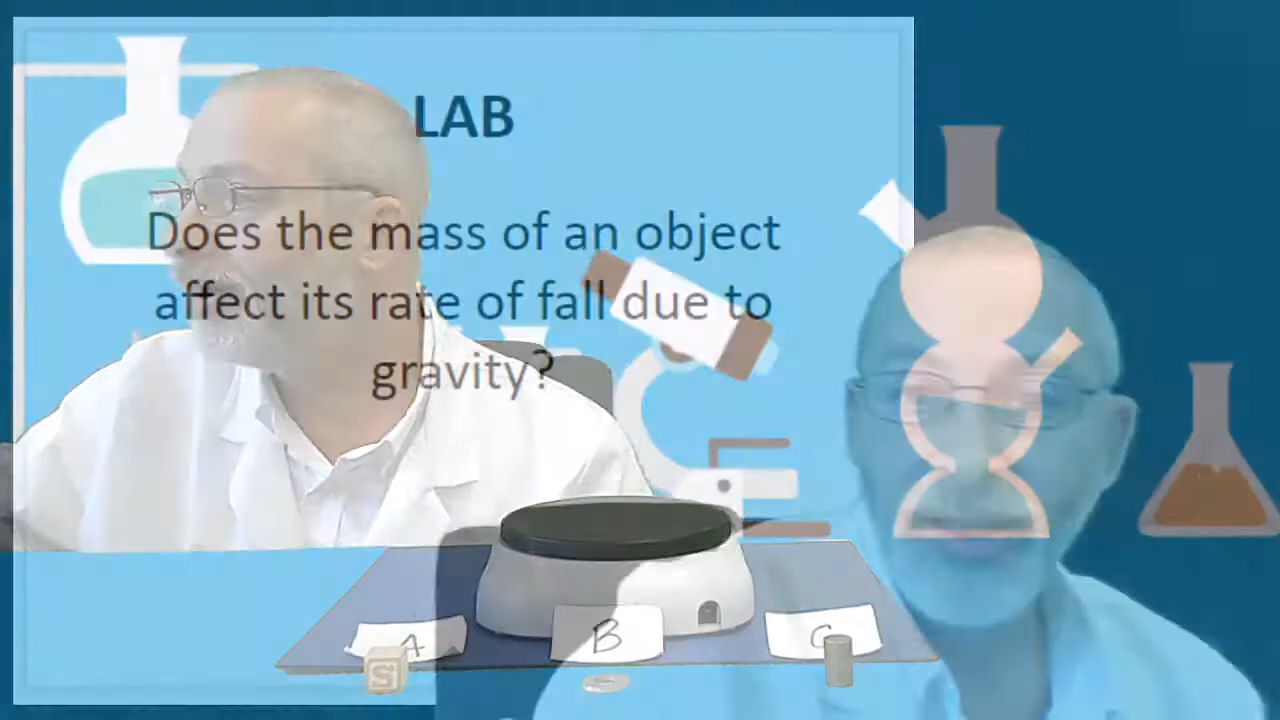 LAB
Does the mass of an object
affect its rate of fall due to
gravity?
A
B
C
S